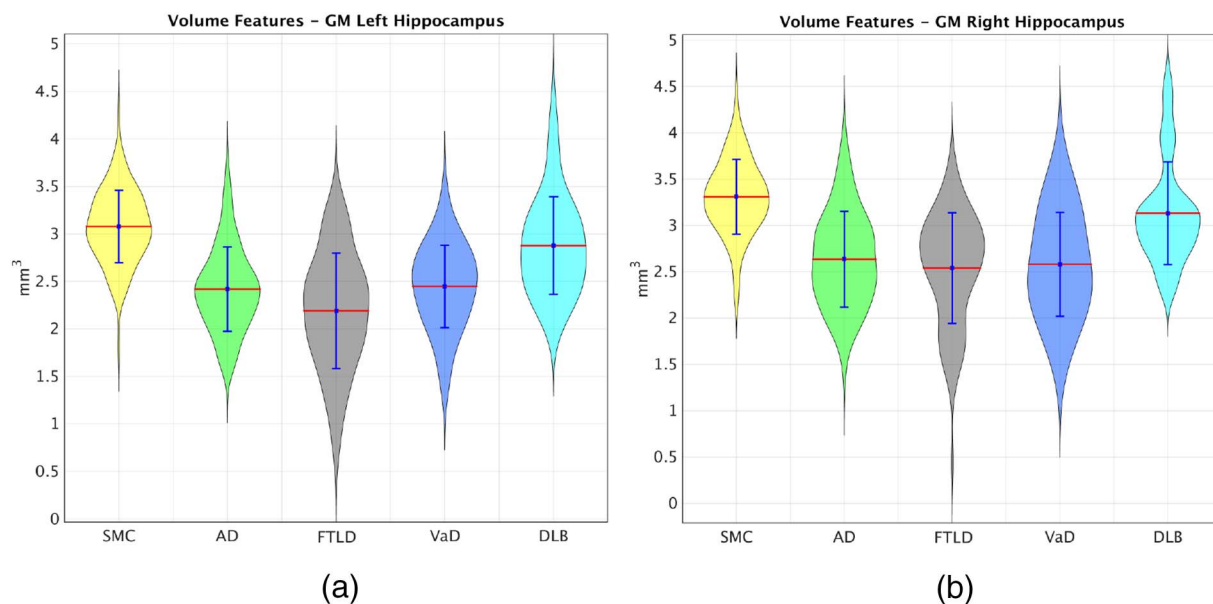 Volume Features – GM Left Hippocampus
5
4.5
4
3.5
3
2.5
2
1.5
1
0.5
0
mm³
SMC AD FTLD VaD DLB
(a)
Volume Features – GM Right Hippocampus
5
4.5
4
3.5
3
2.5
2
1.5
1
0.5
0
mm³
SMC AD FTLD VaD DLB
(b)